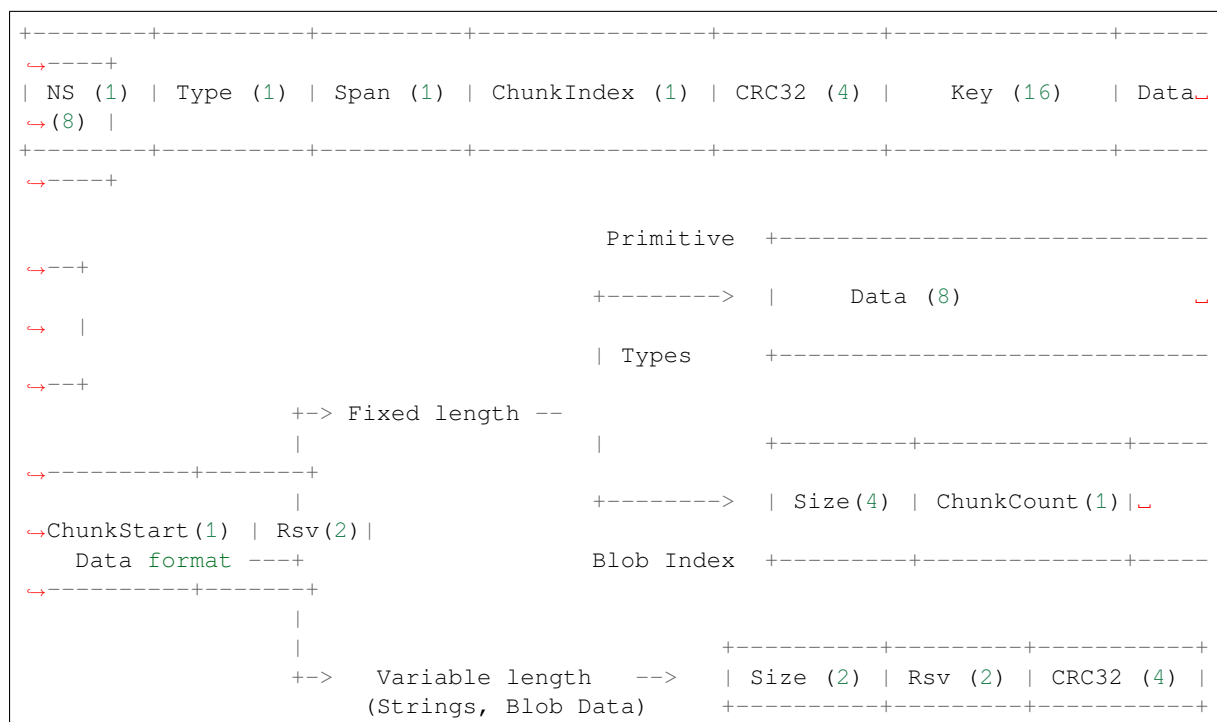 +--------+----------+----------+----------------+-----------+---------------+------
↪----+
| NS (1) | Type (1) | Span (1) | ChunkIndex (1) | CRC32 (4) |    Key (16)   | Data␣
↪(8) |
+--------+----------+----------+----------------+-----------+---------------+------
↪----+
                                       Primitive  +------------------------------
↪--+
                                      +-------->  |     Data (8)                ␣
↪  |
                                      | Types     +------------------------------
↪--+
                  +-> Fixed length --
                  |                   |           +---------+--------------+-----
↪----------+-------+
                  |                   +-------->  | Size(4) | ChunkCount(1)|␣
↪ChunkStart(1) | Rsv(2)|
   Data format ---+                   Blob Index  +---------+--------------+-----
↪----------+-------+
                  |
                  |                             +----------+---------+-----------+
                  +->   Variable length   -->   | Size (2) | Rsv (2) | CRC32 (4) |
                       (Strings, Blob Data)     +----------+---------+-----------+